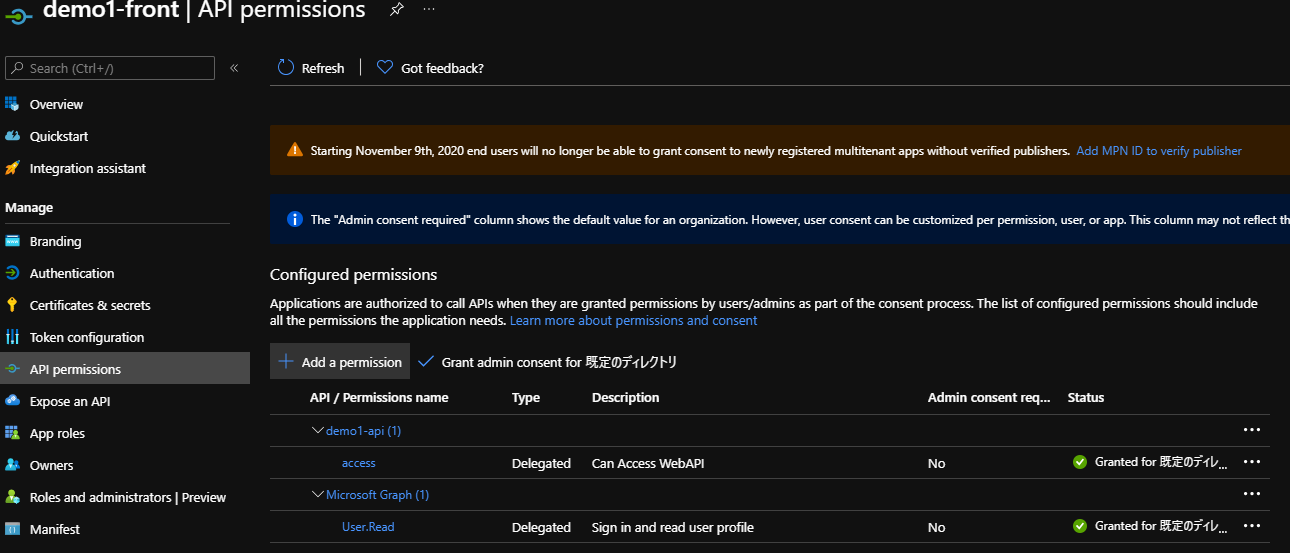 demo1-front | API permissions ...
Search (Ctrl+/) «
Refresh | Got feedback?
Overview
Quickstart
Integration assistant
Manage
Branding
Authentication
Certificates & secrets
Token configuration
API permissions
Expose an API
App roles
Owners
Roles and administrators | Preview
Manifest
Starting November 9th, 2020 end users will no longer be able to grant consent to newly registered multitenant apps without verified publishers. Add MPN ID to verify publisher
The "Admin consent required" column shows the default value for an organization. However, user consent can be customized per permission, user, or app. This column may not reflect th
Configured permissions
Applications are authorized to call APIs when they are granted permissions by users/admins as part of the consent process. The list of configured permissions should include
all the permissions the application needs. Learn more about permissions and consent
+ Add a permission ✓ Grant admin consent for 既定のディレクトリ
API / Permissions name Type Description Admin consent req... Status
demo1-api (1) ...
access Delegated Can Access WebAPI No Granted for 既定のディレ... ...
Microsoft Graph (1) ...
User.Read Delegated Sign in and read user profile No Granted for 既定のディレ... ...